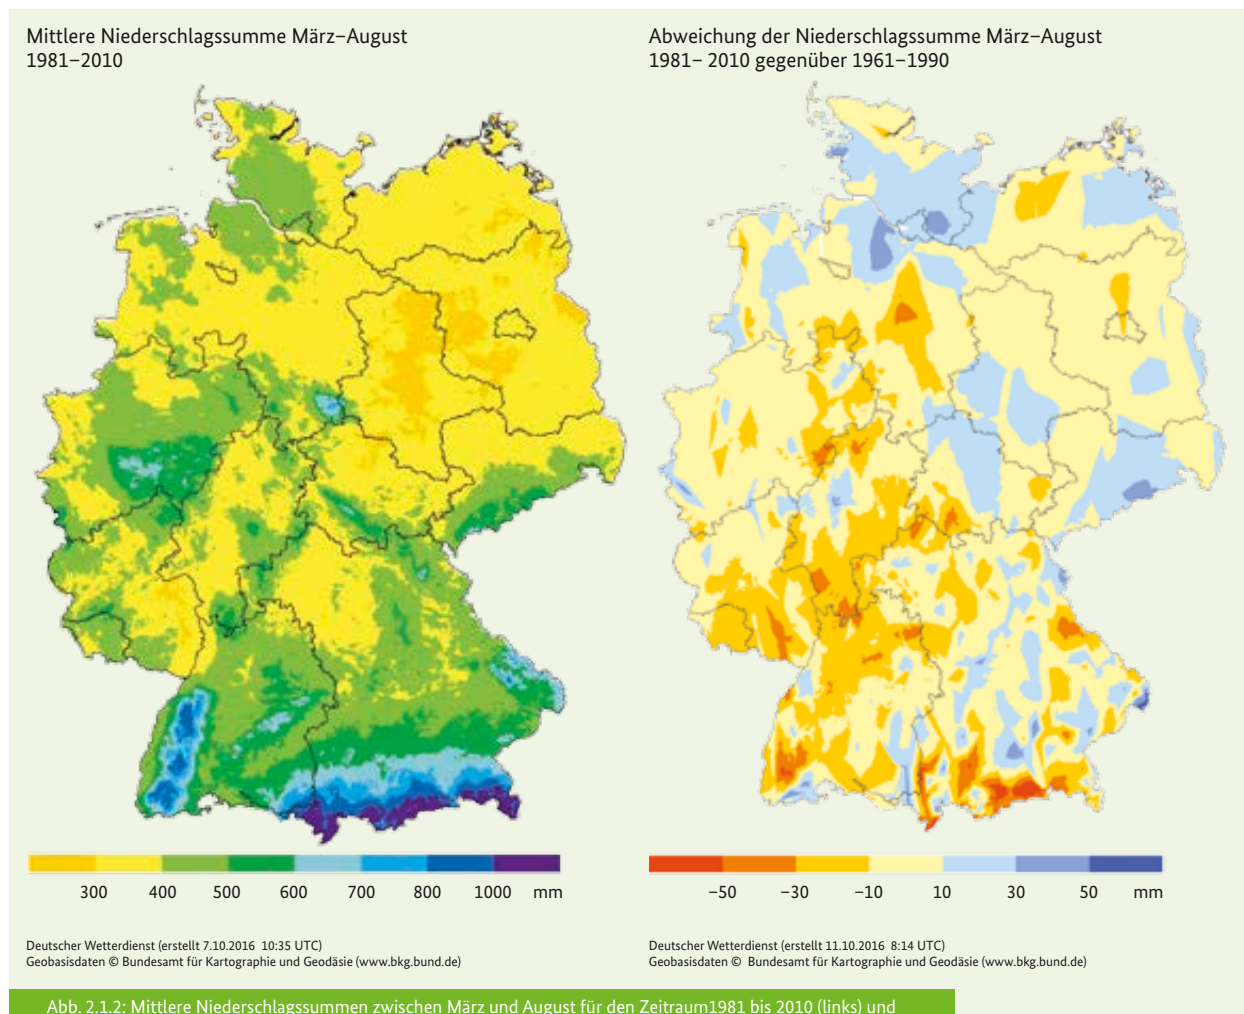 Mittlere Niederschlagssumme März–August
1981–2010
Abweichung der Niederschlagssumme März–August
1981– 2010 gegenüber 1961–1990
300 400 500 600 700 800 1000 mm
−50 −30 −10 10 30 50 mm
Deutscher Wetterdienst (erstellt 7.10.2016 10:35 UTC)
Geobasisdaten © Bundesamt für Kartographie und Geodäsie (www.bkg.bund.de)
Deutscher Wetterdienst (erstellt 11.10.2016 8:14 UTC)
Geobasisdaten © Bundesamt für Kartographie und Geodäsie (www.bkg.bund.de)
Abb. 2.1.2: Mittlere Niederschlagssummen zwischen März und August für den Zeitraum1981 bis 2010 (links) und